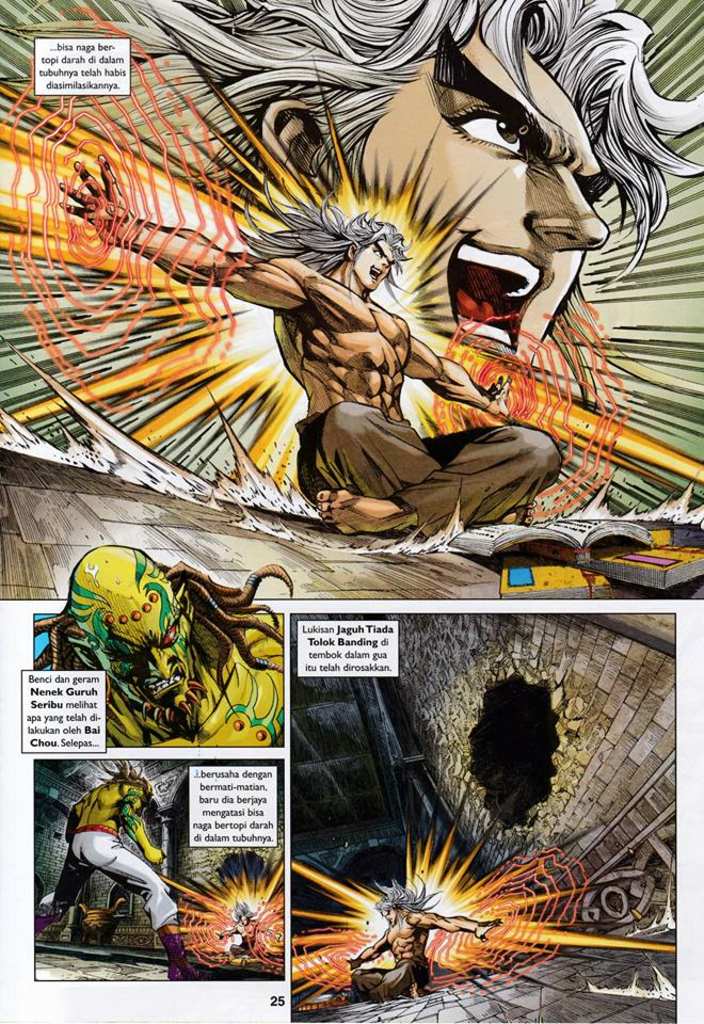 ...bisa naga ber-
topi darah di dalam
tubuhnya telah habis
diasimilasikannya.
Benci dan geram
Nenek Guruh
Seribu melihat
apa yang telah di-
lakukan oleh Bai
Chou. Selepas...
Lukisan Jaguh Tiada
Tolok Banding di
tembok dalam gua
itu telah dirosakkan.
...berusaha dengan
bermati-matian,
baru dia berjaya
mengatasi bisa
naga bertopi darah
di dalam tubuhnya.
25